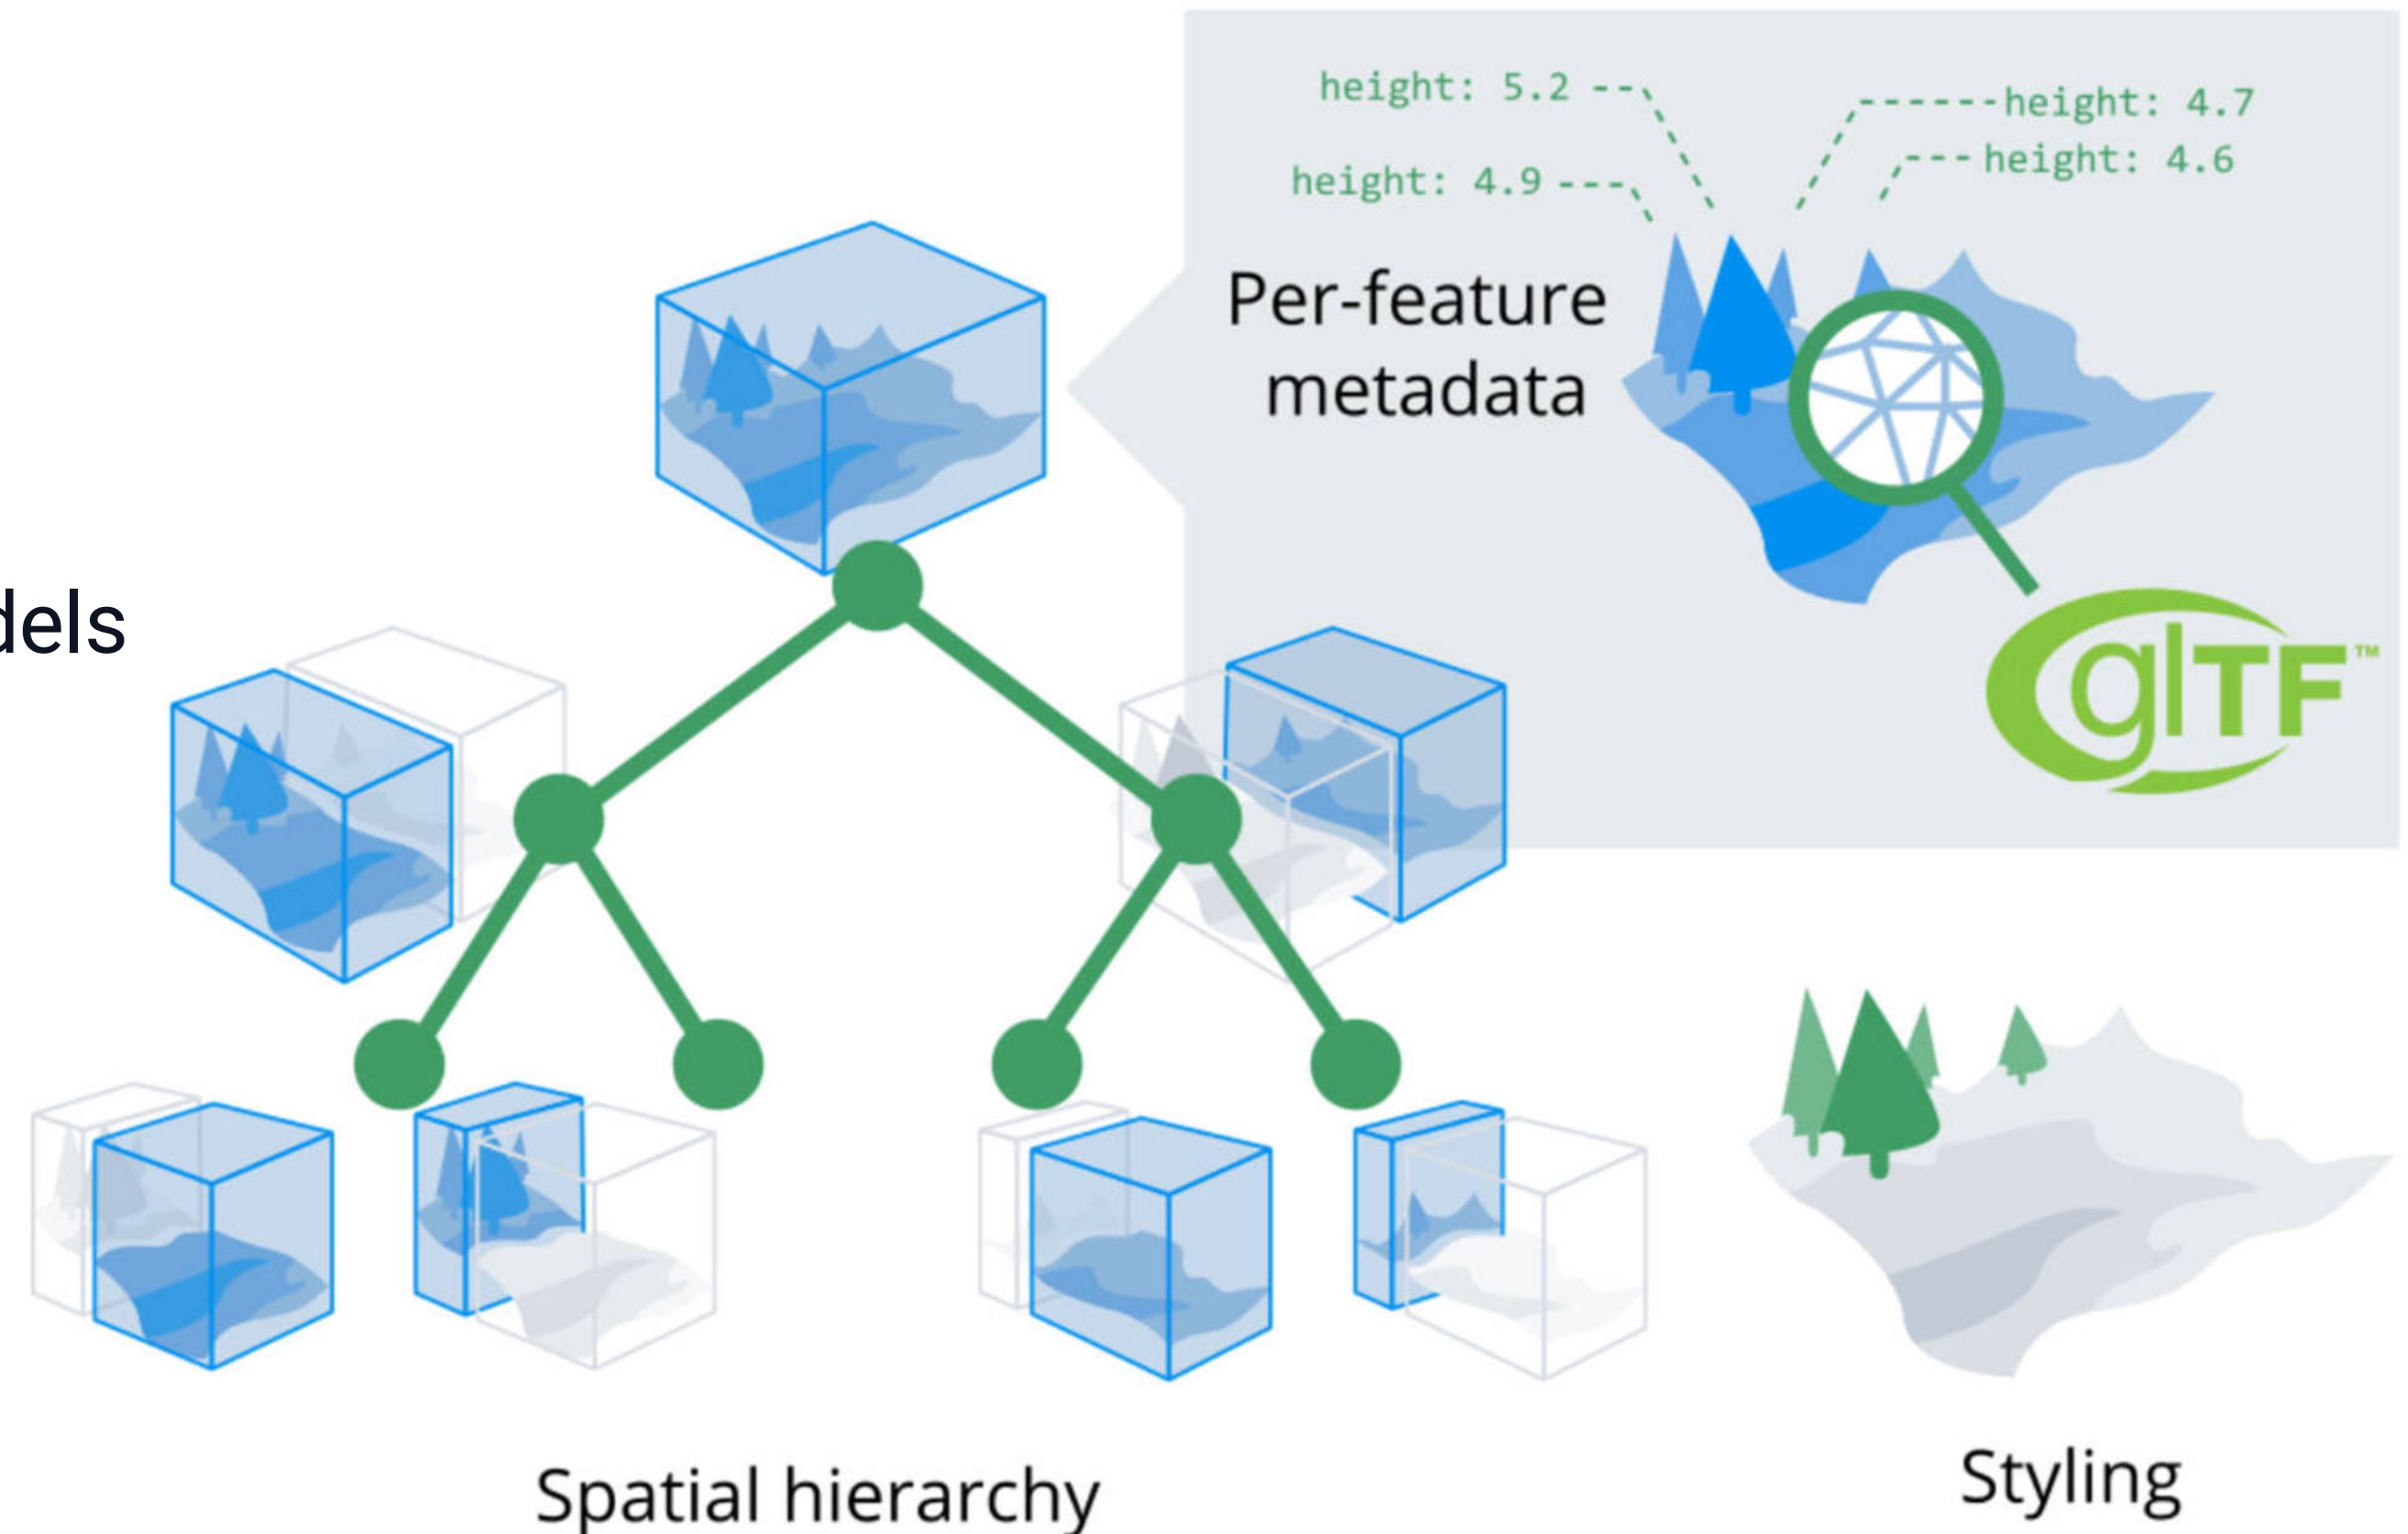 height: 5.2
height: 4.7
height: 4.6
height: 4.9
Per-feature
metadata
dels
glTF™
Spatial hierarchy
Styling